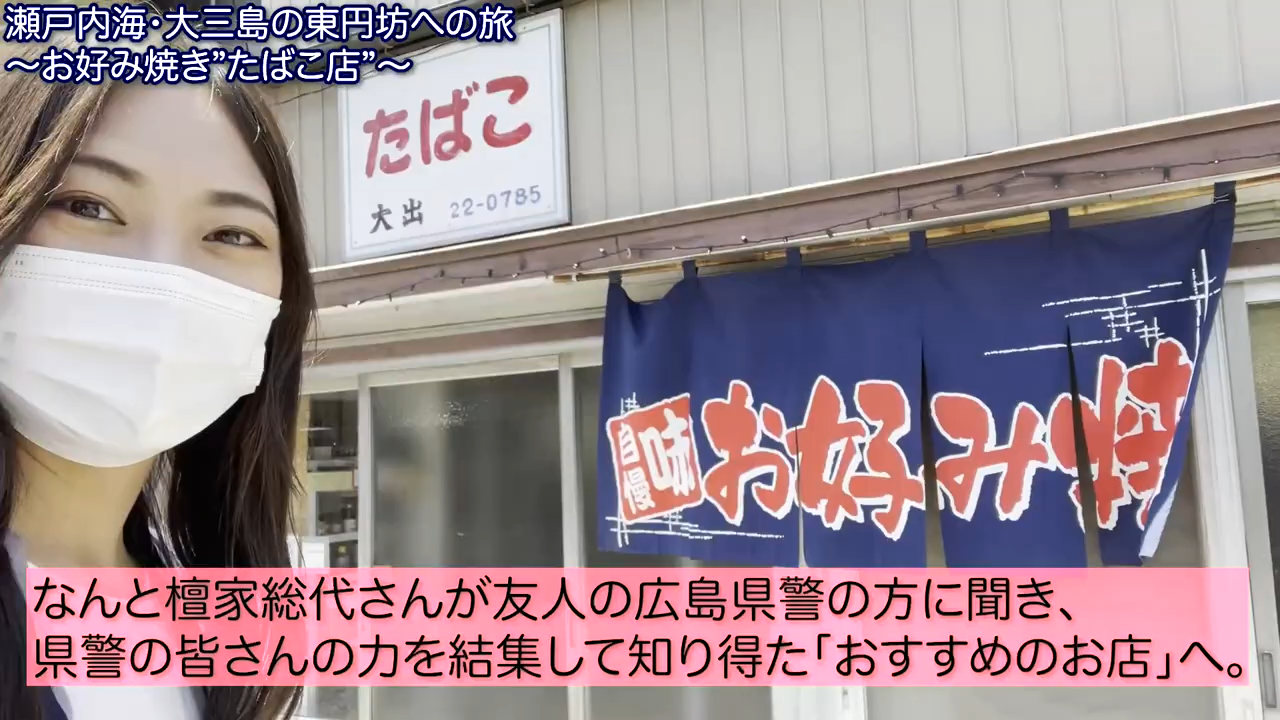 瀬戸内海・大三島の東円坊への旅
～お好み焼き”たばこ店”～
たばこ
大出 22-0785
自慢
味
お好み焼
なんと檀家総代さんが友人の広島県警の方に聞き、
県警の皆さんの力を結集して知り得た「おすすめのお店」へ。